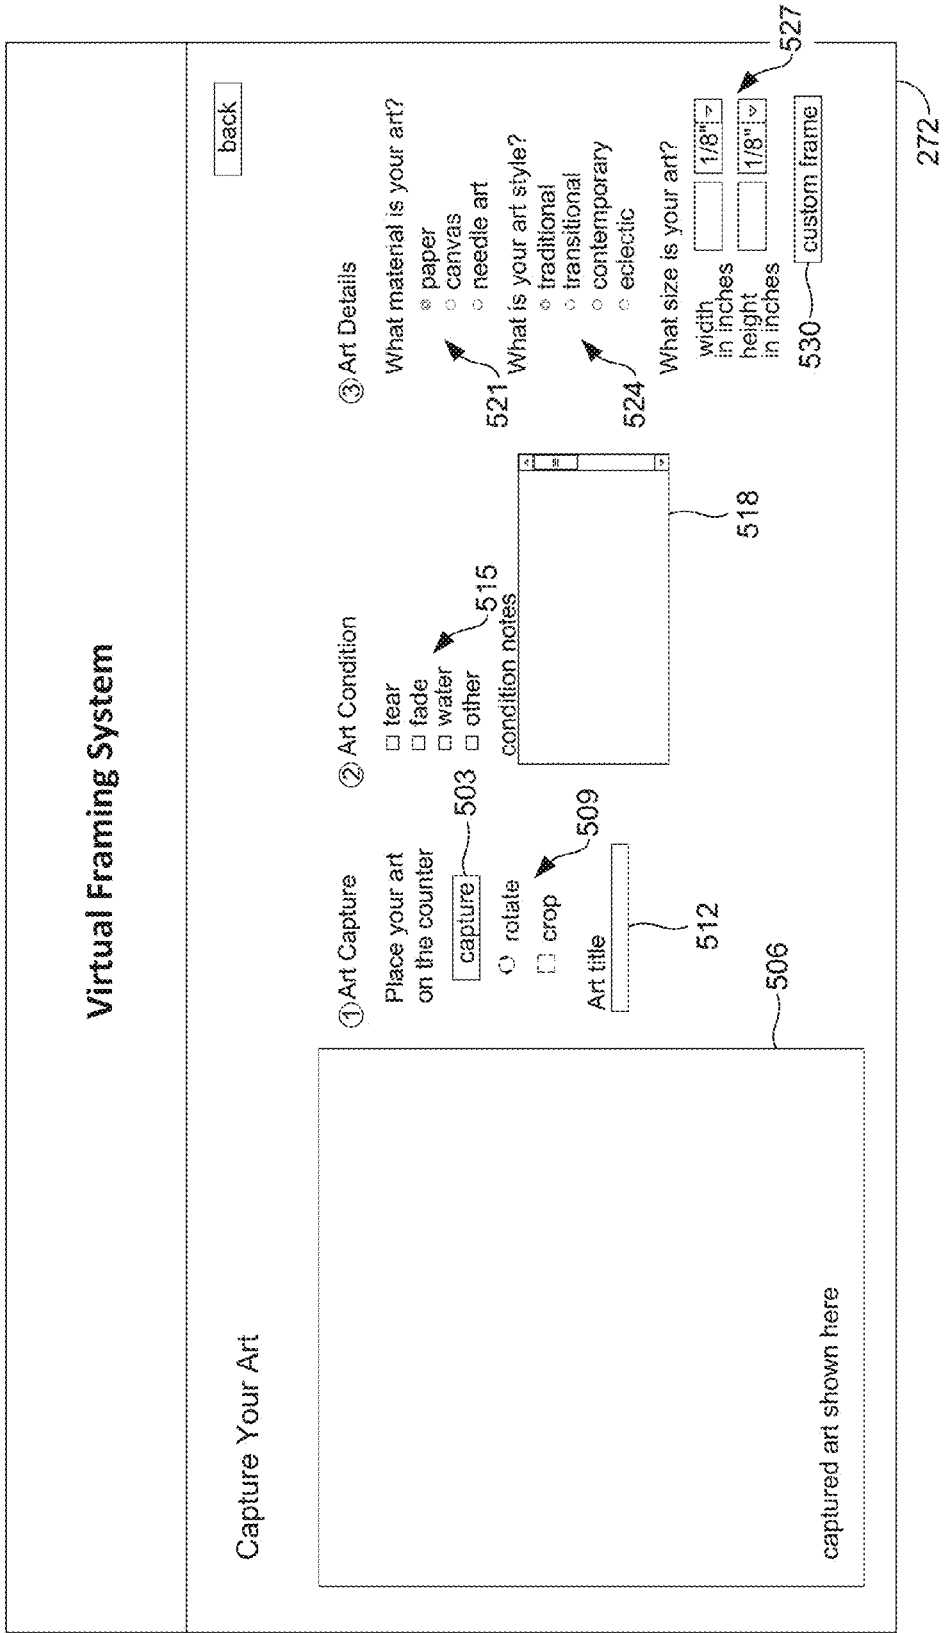 Virtual Framing System
Capture Your Art
back
captured art shown here
506
① Art Capture
Place your art
on the counter
capture
503
rotate
crop
509
Art title
512
② Art Condition
tear
fade
water
other
515
condition notes
518
③ Art Details
What material is your art?
paper
canvas
needle art
521
What is your art style?
traditional
transitional
contemporary
eclectic
524
What size is your art?
width
in inches
1/8"
height
in inches
1/8"
527
custom frame
530
272